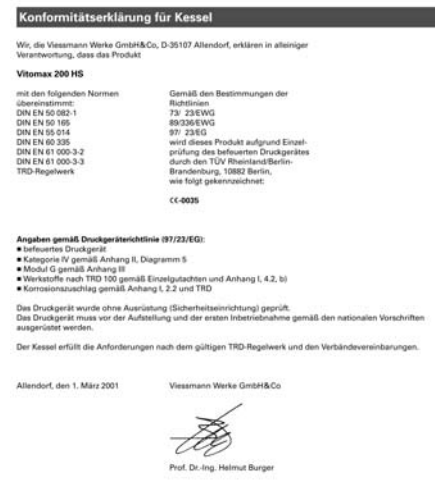 Konformitätserklärung für Kessel
Wir, die Viessmann Werke GmbH&Co, D-35107 Allendorf, erklären in alleiniger
Verantwortung, dass das Produkt
Vitomax 200 HS
mit den folgenden Normen
übereinstimmt:
DIN EN 50 082-1
DIN EN 50 165
DIN EN 55 014
DIN EN 60 335
DIN EN 61 000-3-2
DIN EN 61 000-3-3
TRD-Regelwerk
Gemäß den Bestimmungen der
Richtlinien
73/ 23/EWG
89/336/EWG
97/ 23/EG
wird dieses Produkt aufgrund Einzel-
prüfung des befeuerten Druckgerätes
durch den TÜV Rheinland/Berlin-
Brandenburg, 10882 Berlin,
wie folgt gekennzeichnet:
CE-0035
Angaben gemäß Druckgeräterichtlinie (97/23/EG):
■ befeuertes Druckgerät
■ Kategorie IV gemäß Anhang II, Diagramm 5
■ Modul G gemäß Anhang III
■ Werkstoffe nach TRD 100 gemäß Einzelgutachten und Anhang I, 4.2, b)
■ Korrosionszuschlag gemäß Anhang I, 2.2 und TRD
Das Druckgerät wurde ohne Ausrüstung (Sicherheitseinrichtung) geprüft.
Das Druckgerät muss vor der Aufstellung und der ersten Inbetriebnahme gemäß den nationalen Vorschriften
ausgerüstet werden.
Der Kessel erfüllt die Anforderungen nach dem gültigen TRD-Regelwerk und den Verbändevereinbarungen.
Allendorf, den 1. März 2001
Viessmann Werke GmbH&Co
Prof. Dr.-Ing. Helmut Burger